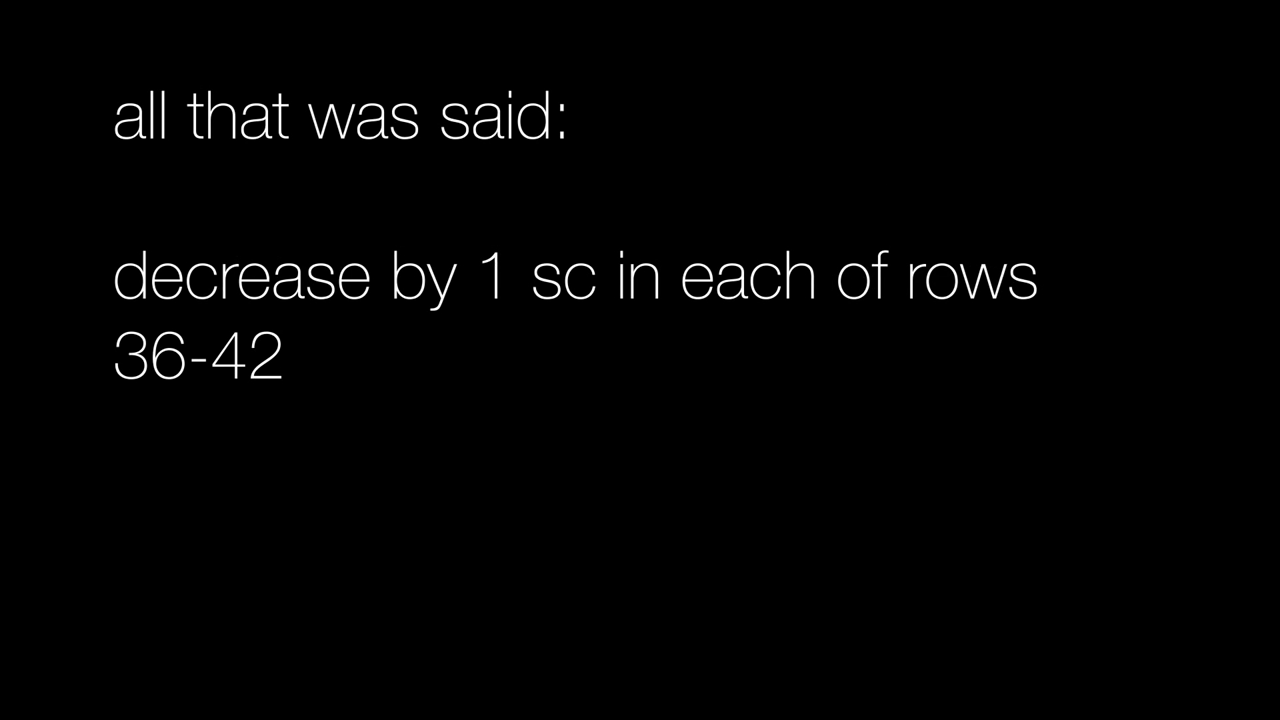 all that was said:
decrease by 1 sc in each of rows
36-42